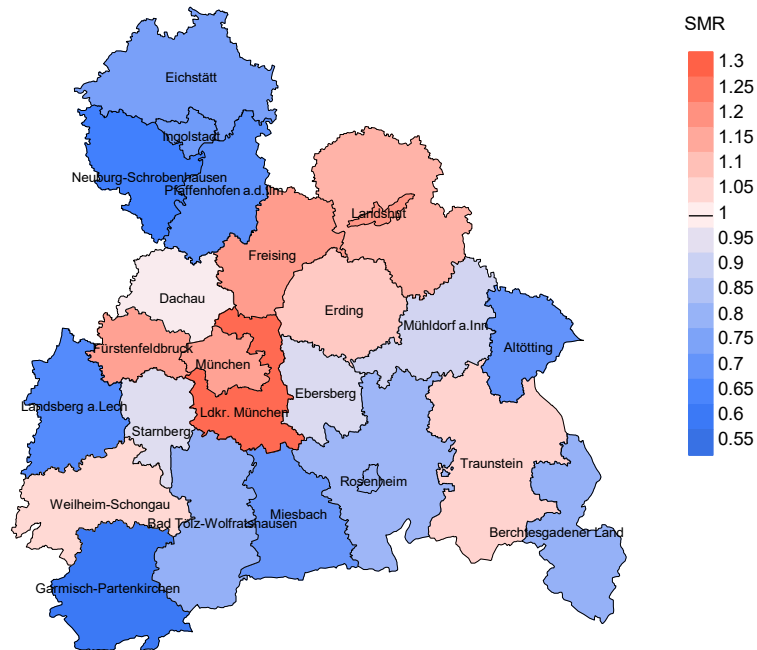 SMR
1.3
1.25
1.2
1.15
1.1
1.05
1
0.95
0.9
0.85
0.8
0.75
0.7
0.65
0.6
0.55
Eichstätt
Ingolstadt
Neuburg-Schrobenhausen
Pfaffenhofen a.d.Ilm
Landshut
Freising
Dachau
Erding
Mühldorf a.Inn
Altötting
Fürstenfeldbruck
München
Ebersberg
Landsberg a.Lech
Ldkr. München
Starnberg
Traunstein
Rosenheim
Weilheim-Schongau
Miesbach
Bad Tölz-Wolfratshausen
Berchtesgadener Land
Garmisch-Partenkirchen